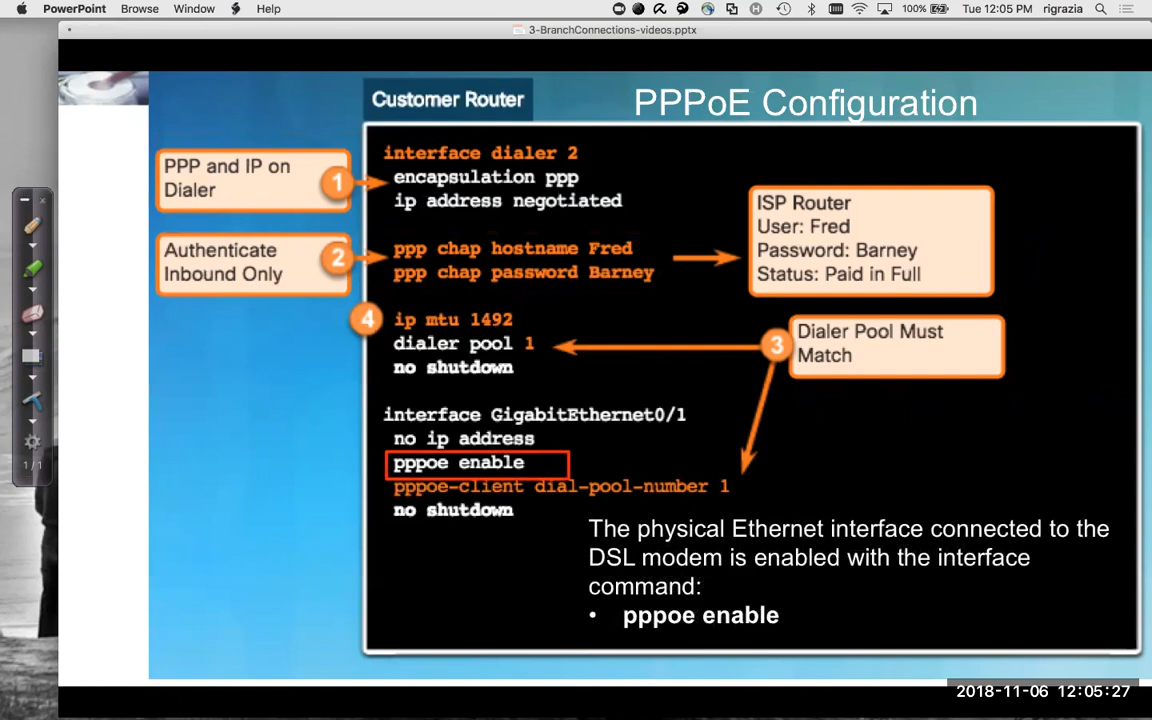 PowerPoint Browse Window Help 100% Tue 12:05 PM rigrazia
3-BranchConnections-videos.pptx
Customer Router
PPPoE Configuration
PPP and IP on
Dialer
1
interface dialer 2
encapsulation ppp
ip address negotiated
Authenticate
Inbound Only
2
ppp chap hostname Fred
ppp chap password Barney
ISP Router
User: Fred
Password: Barney
Status: Paid in Full
4
ip mtu 1492
dialer pool 1
no shutdown
3
Dialer Pool Must
Match
interface GigabitEthernet0/1
no ip address
pppoe enable
pppoe-client dial-pool-number 1
no shutdown
The physical Ethernet interface connected to the
DSL modem is enabled with the interface
command:
• pppoe enable
1/1
2018-11-06 12:05:27